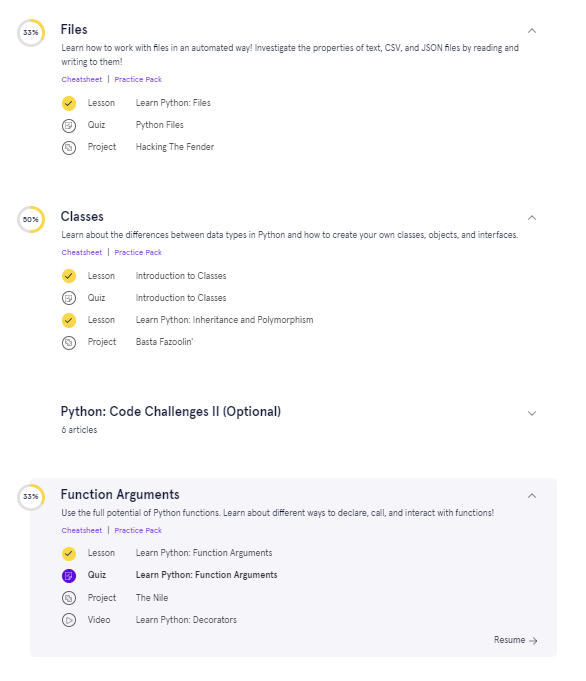 33%
Files
Learn how to work with files in an automated way! Investigate the properties of text, CSV, and JSON files by reading and
writing to them!
Cheatsheet | Practice Pack
Lesson Learn Python: Files
Quiz Python Files
Project Hacking The Fender
50%
Classes
Learn about the differences between data types in Python and how to create your own classes, objects, and interfaces.
Cheatsheet | Practice Pack
Lesson Introduction to Classes
Quiz Introduction to Classes
Lesson Learn Python: Inheritance and Polymorphism
Project Basta Fazoolin'
Python: Code Challenges II (Optional)
6 articles
33%
Function Arguments
Use the full potential of Python functions. Learn about different ways to declare, call, and interact with functions!
Cheatsheet | Practice Pack
Lesson Learn Python: Function Arguments
Quiz Learn Python: Function Arguments
Project The Nile
Video Learn Python: Decorators
Resume